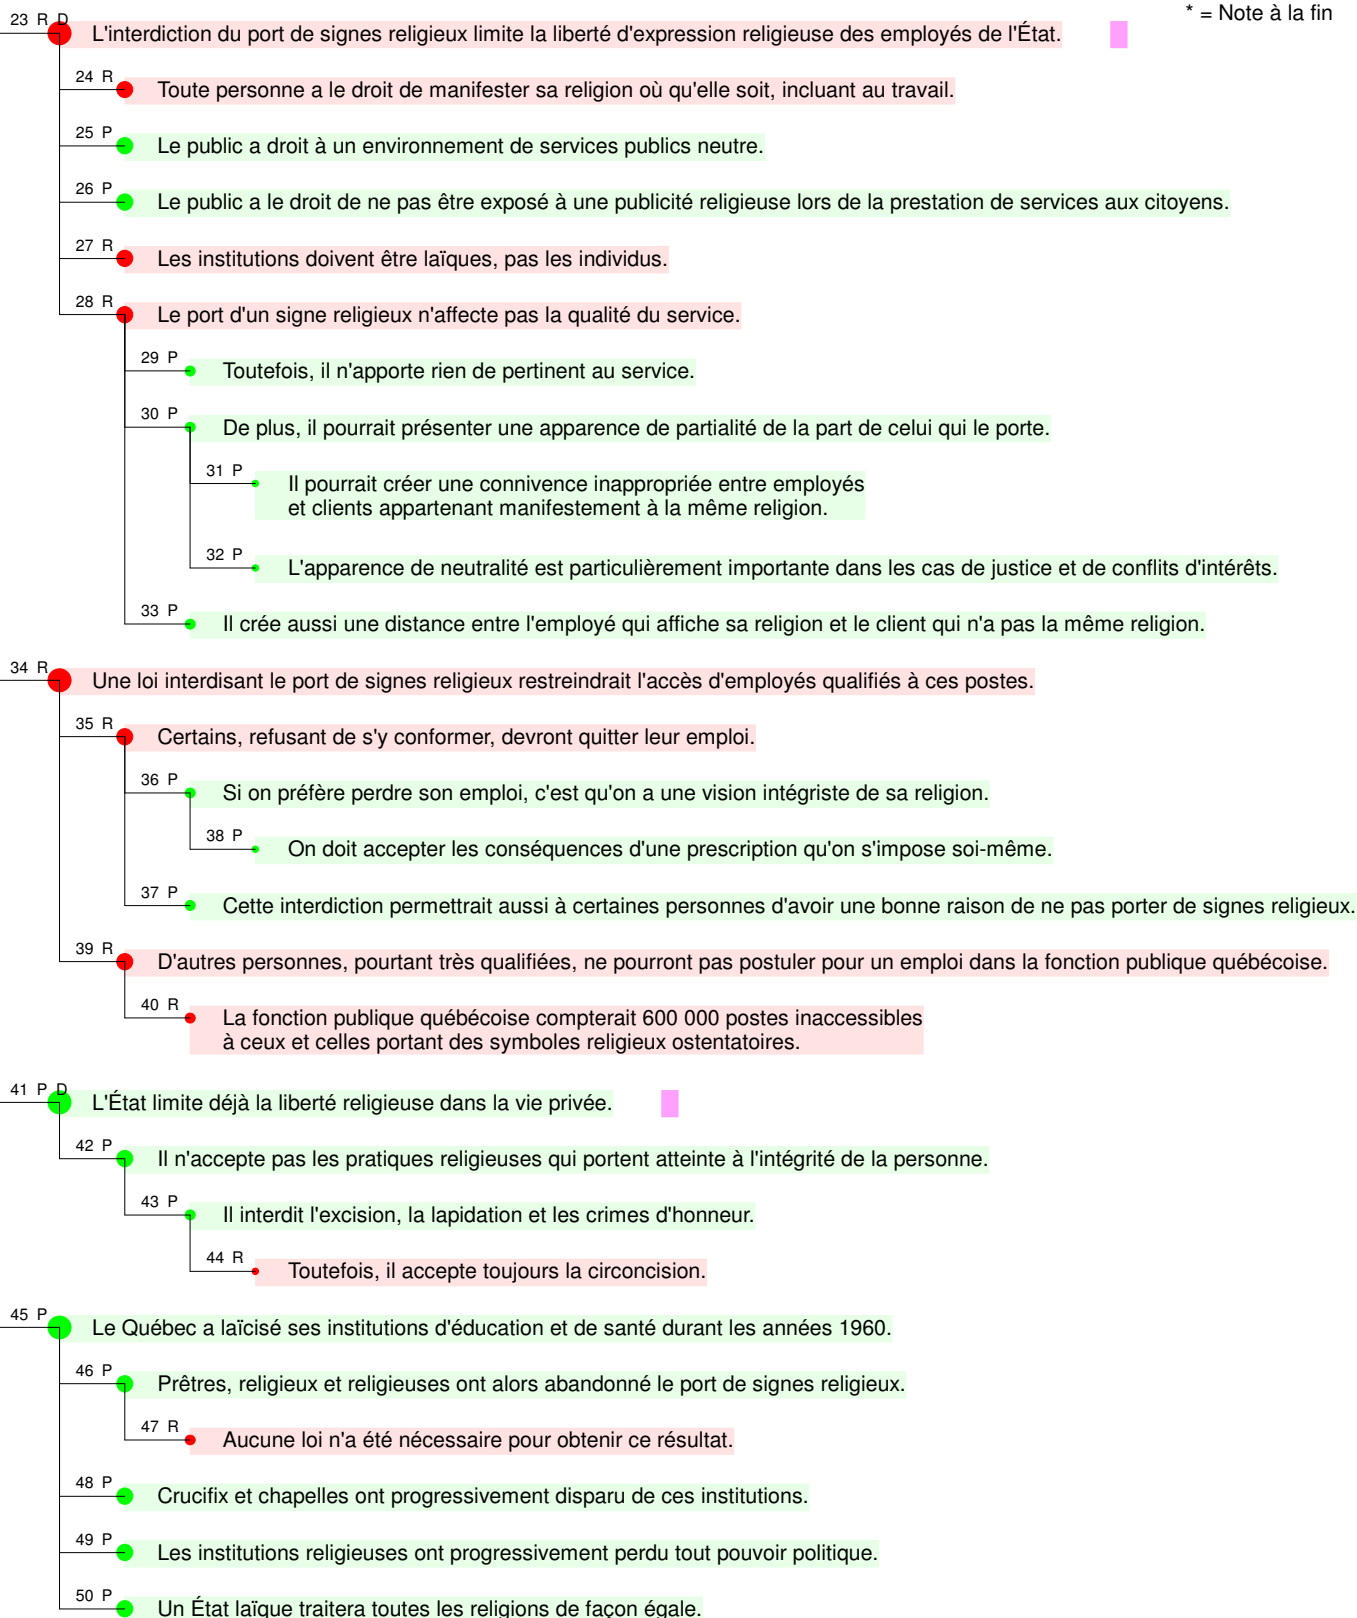 * = Note à la fin
23 R D
L'interdiction du port de signes religieux limite la liberté d'expression religieuse des employés de l'État.
24 R
Toute personne a le droit de manifester sa religion où qu'elle soit, incluant au travail.
25 P
Le public a droit à un environnement de services publics neutre.
26 P
Le public a le droit de ne pas être exposé à une publicité religieuse lors de la prestation de services aux citoyens.
27 R
Les institutions doivent être laïques, pas les individus.
28 R
Le port d'un signe religieux n'affecte pas la qualité du service.
29 P
Toutefois, il n'apporte rien de pertinent au service.
30 P
De plus, il pourrait présenter une apparence de partialité de la part de celui qui le porte.
31 P
Il pourrait créer une connivence inappropriée entre employés
et clients appartenant manifestement à la même religion.
32 P
L'apparence de neutralité est particulièrement importante dans les cas de justice et de conflits d'intérêts.
33 P
Il crée aussi une distance entre l'employé qui affiche sa religion et le client qui n'a pas la même religion.
34 R
Une loi interdisant le port de signes religieux restreindrait l'accès d'employés qualifiés à ces postes.
35 R
Certains, refusant de s'y conformer, devront quitter leur emploi.
36 P
Si on préfère perdre son emploi, c'est qu'on a une vision intégriste de sa religion.
38 P
On doit accepter les conséquences d'une prescription qu'on s'impose soi-même.
37 P
Cette interdiction permettrait aussi à certaines personnes d'avoir une bonne raison de ne pas porter de signes religieux.
39 R
D'autres personnes, pourtant très qualifiées, ne pourront pas postuler pour un emploi dans la fonction publique québécoise.
40 R
La fonction publique québécoise compterait 600 000 postes inaccessibles
à ceux et celles portant des symboles religieux ostentatoires.
41 P D
L'État limite déjà la liberté religieuse dans la vie privée.
42 P
Il n'accepte pas les pratiques religieuses qui portent atteinte à l'intégrité de la personne.
43 P
Il interdit l'excision, la lapidation et les crimes d'honneur.
44 R
Toutefois, il accepte toujours la circoncision.
45 P
Le Québec a laïcisé ses institutions d'éducation et de santé durant les années 1960.
46 P
Prêtres, religieux et religieuses ont alors abandonné le port de signes religieux.
47 R
Aucune loi n'a été nécessaire pour obtenir ce résultat.
48 P
Crucifix et chapelles ont progressivement disparu de ces institutions.
49 P
Les institutions religieuses ont progressivement perdu tout pouvoir politique.
50 P
Un État laïque traitera toutes les religions de façon égale.